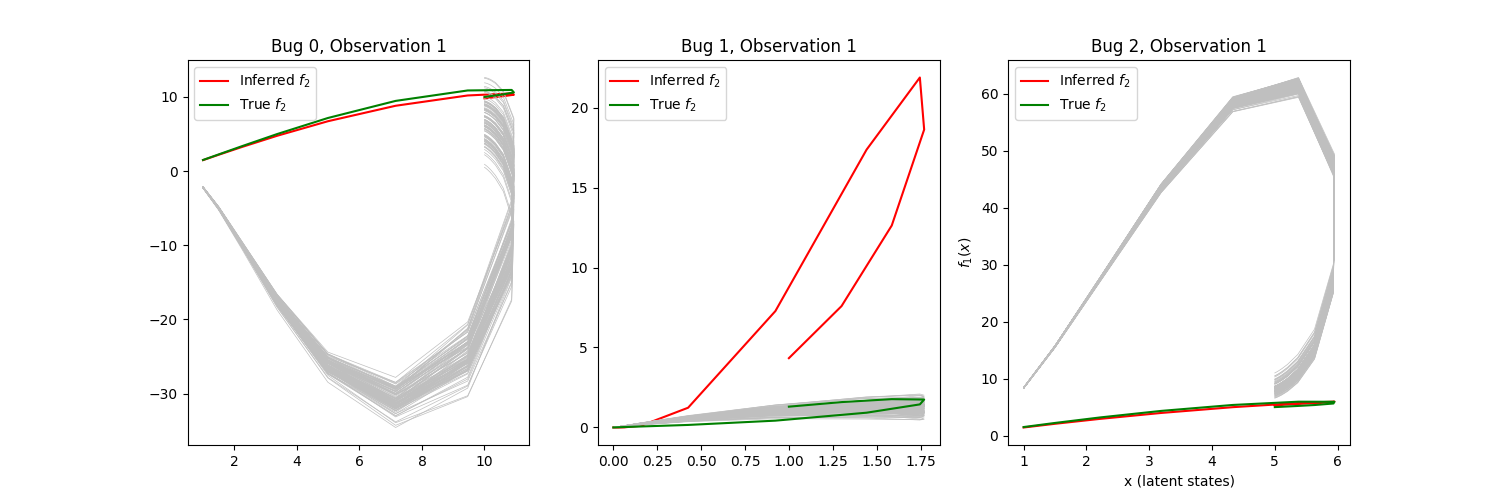 Bug 0, Observation 1
Inferred f₂
True f₂
10
0
−10
−20
−30
2 4 6 8 10
Bug 1, Observation 1
Inferred f₂
True f₂
20
15
10
5
0
0.00 0.25 0.50 0.75 1.00 1.25 1.50 1.75
Bug 2, Observation 1
Inferred f₂
True f₂
f₁(x)
60
50
40
30
20
10
0
1 2 3 4 5 6
x (latent states)